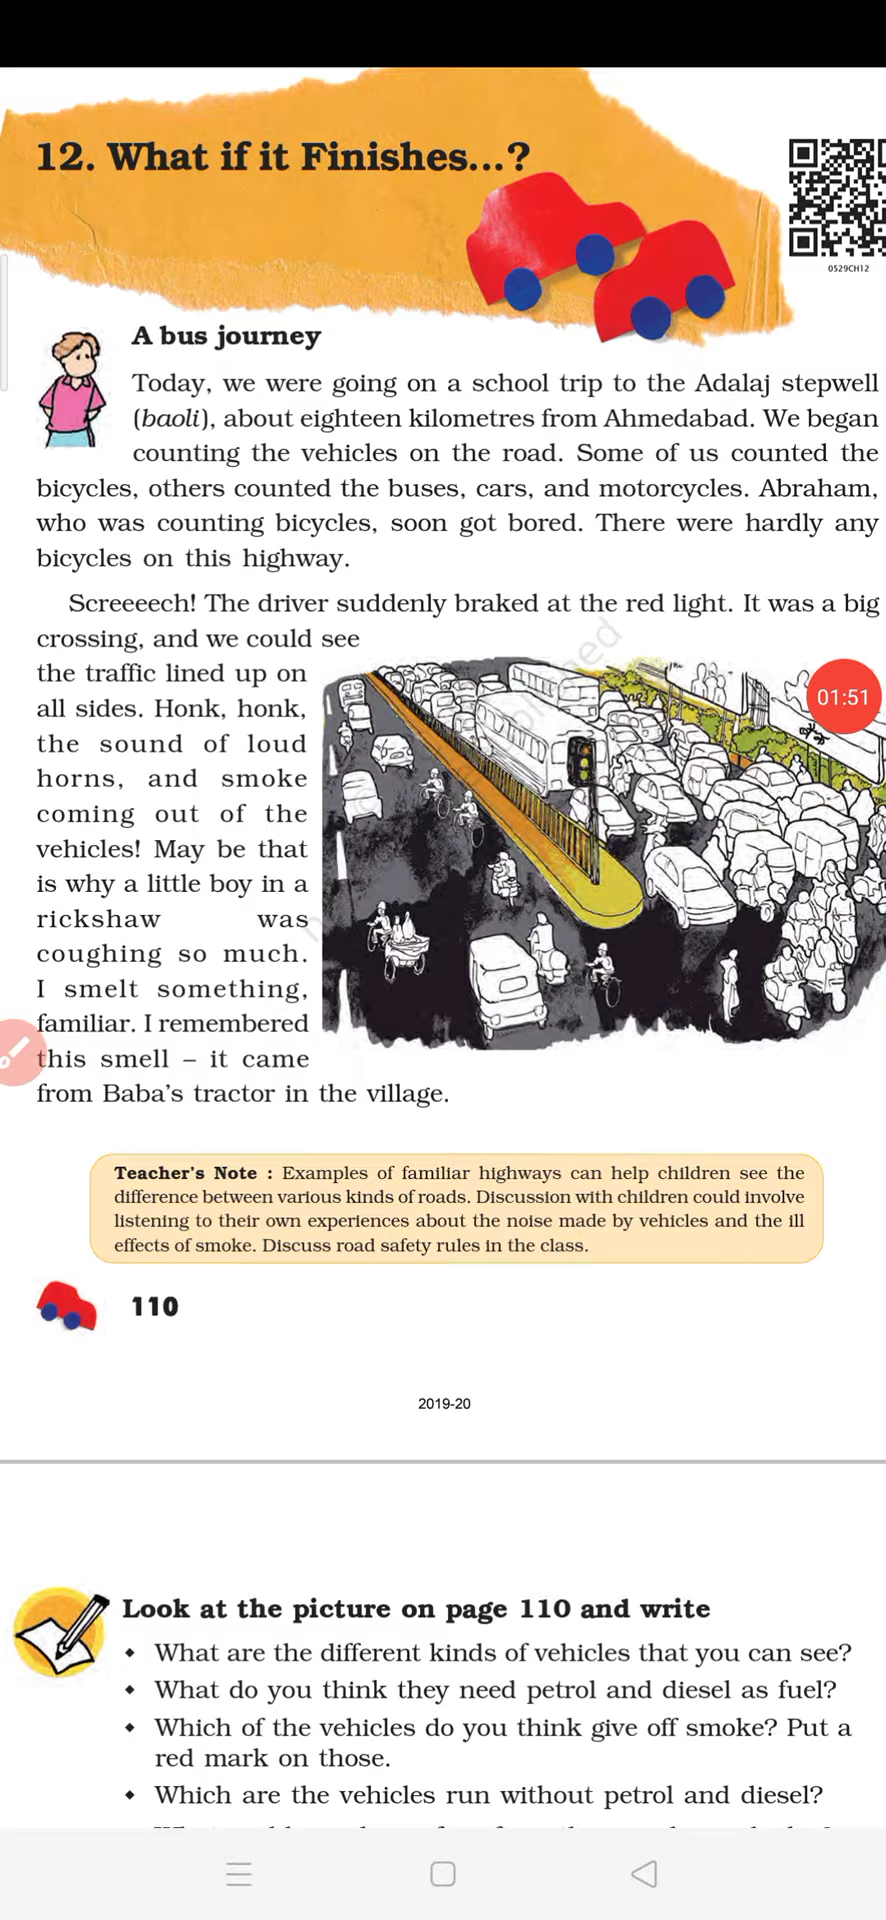 12. What if it Finishes...?
0529CH12
A bus journey
Today, we were going on a school trip to the Adalaj stepwell
(baoli), about eighteen kilometres from Ahmedabad. We began
counting the vehicles on the road. Some of us counted the
bicycles, others counted the buses, cars, and motorcycles. Abraham,
who was counting bicycles, soon got bored. There were hardly any
bicycles on this highway.
Screeeech! The driver suddenly braked at the red light. It was a big
crossing, and we could see
the traffic lined up on
all sides. Honk, honk,
the sound of loud
horns, and smoke
coming out of the
vehicles! May be that
is why a little boy in a
rickshaw was
coughing so much.
I smelt something,
familiar. I remembered
this smell – it came
from Baba's tractor in the village.
01:51
Teacher's Note : Examples of familiar highways can help children see the
difference between various kinds of roads. Discussion with children could involve
listening to their own experiences about the noise made by vehicles and the ill
effects of smoke. Discuss road safety rules in the class.
110
2019-20
Look at the picture on page 110 and write
• What are the different kinds of vehicles that you can see?
• What do you think they need petrol and diesel as fuel?
• Which of the vehicles do you think give off smoke? Put a
red mark on those.
• Which are the vehicles run without petrol and diesel?